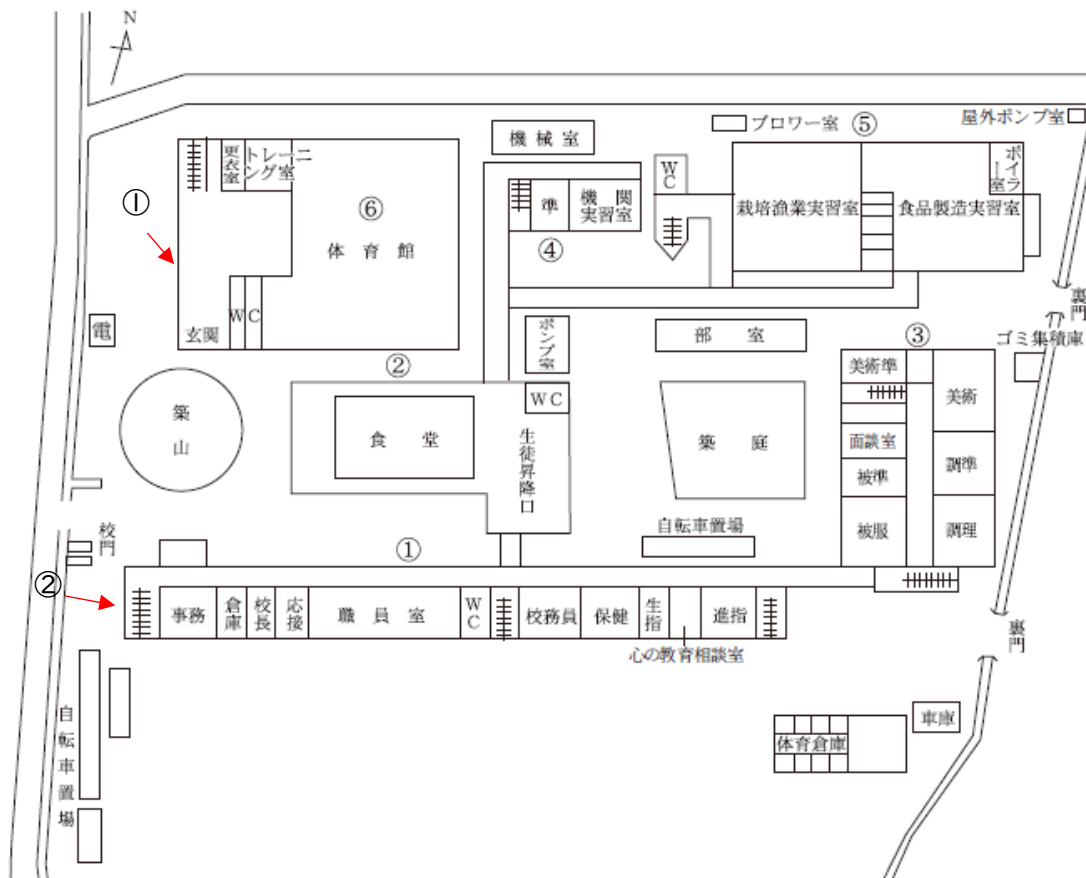 N
機械室
ブロワー室 ⑤
屋外ポンプ室
更衣室
トレーニング室
WC
ボイラー室
①
⑥
体育館
準
機関実習室
④
栽培漁業実習室
食品製造実習室
玄関
WC
電
ポンプ室
部室
③
裏門
ゴミ集積庫
②
美術準
美術
築山
食堂
WC
生徒昇降口
築庭
面談室
被準
調準
被服
調理
校門
自転車置場
①
②
事務
倉庫
校長
応接
職員室
WC
校務員
保健
生指
進指
心の教育相談室
裏門
自転車置場
体育倉庫
車庫